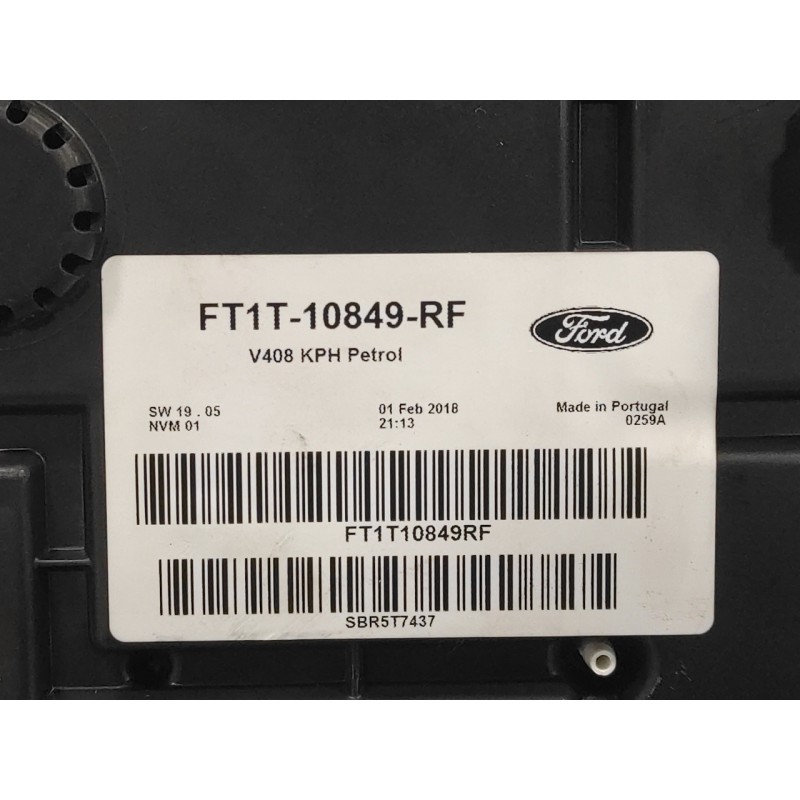 FT1T-10849-RF
Ford
V408 KPH Petrol
SW 19 . 05 01 Feb 2018 Made in Portugal
NVM 01 21:13 0259A
FT1T10849RF
SBR5T7437